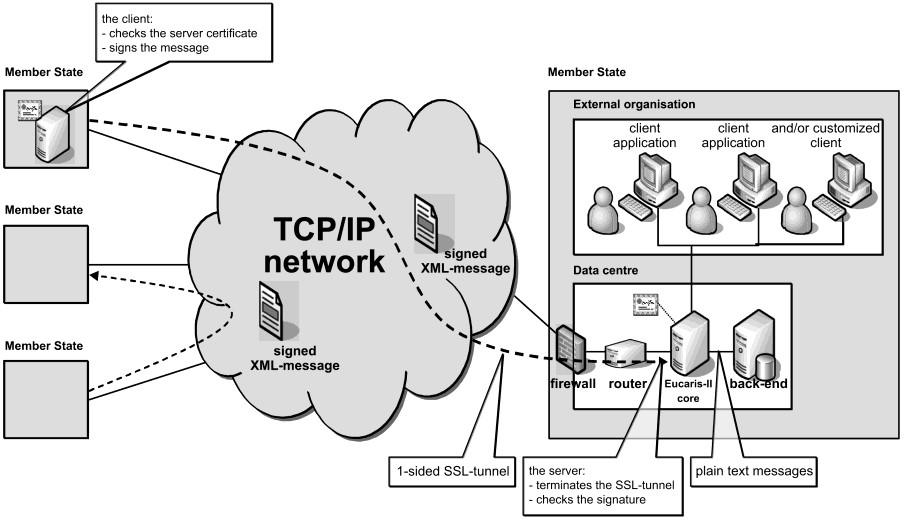 the client:
- checks the server certificate
- signs the message
Member State
Member State
External organisation
client
application
client
application
and/or customized
client
Member State
TCP/IP
network
signed
XML-message
signed
XML-message
Data centre
Member State
firewall
router
Eucaris-II
core
back-end
1-sided SSL-tunnel
the server:
- terminates the SSL-tunnel
- checks the signature
plain text messages